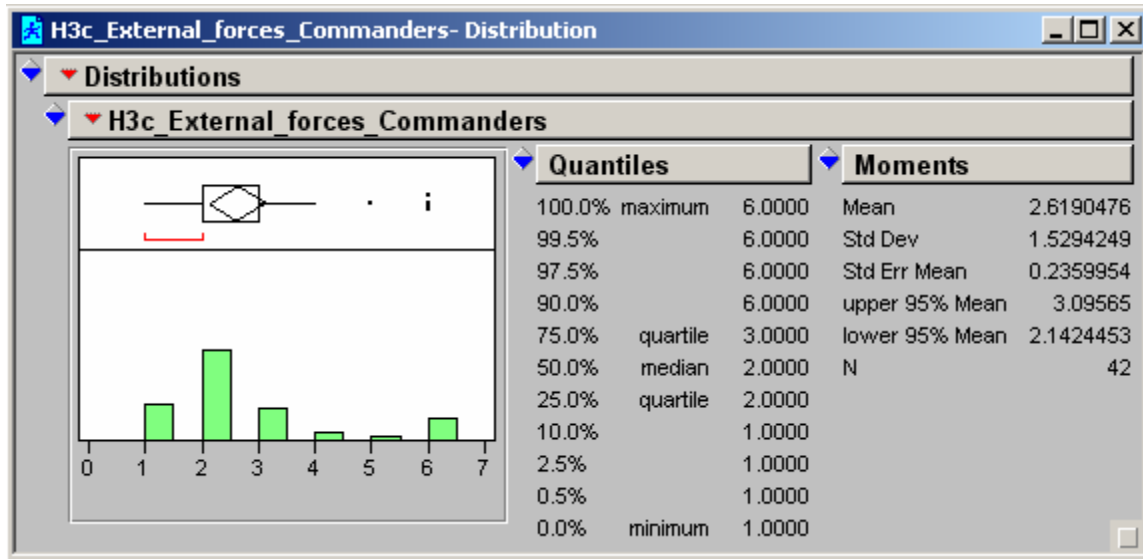 H3c_External_forces_Commanders- Distribution
Distributions
H3c_External_forces_Commanders
0 1 2 3 4 5 6 7
Quantiles
100.0% maximum 6.0000
99.5% 6.0000
97.5% 6.0000
90.0% 6.0000
75.0% quartile 3.0000
50.0% median 2.0000
25.0% quartile 2.0000
10.0% 1.0000
2.5% 1.0000
0.5% 1.0000
0.0% minimum 1.0000
Moments
Mean 2.6190476
Std Dev 1.5294249
Std Err Mean 0.2359954
upper 95% Mean 3.09565
lower 95% Mean 2.1424453
N 42